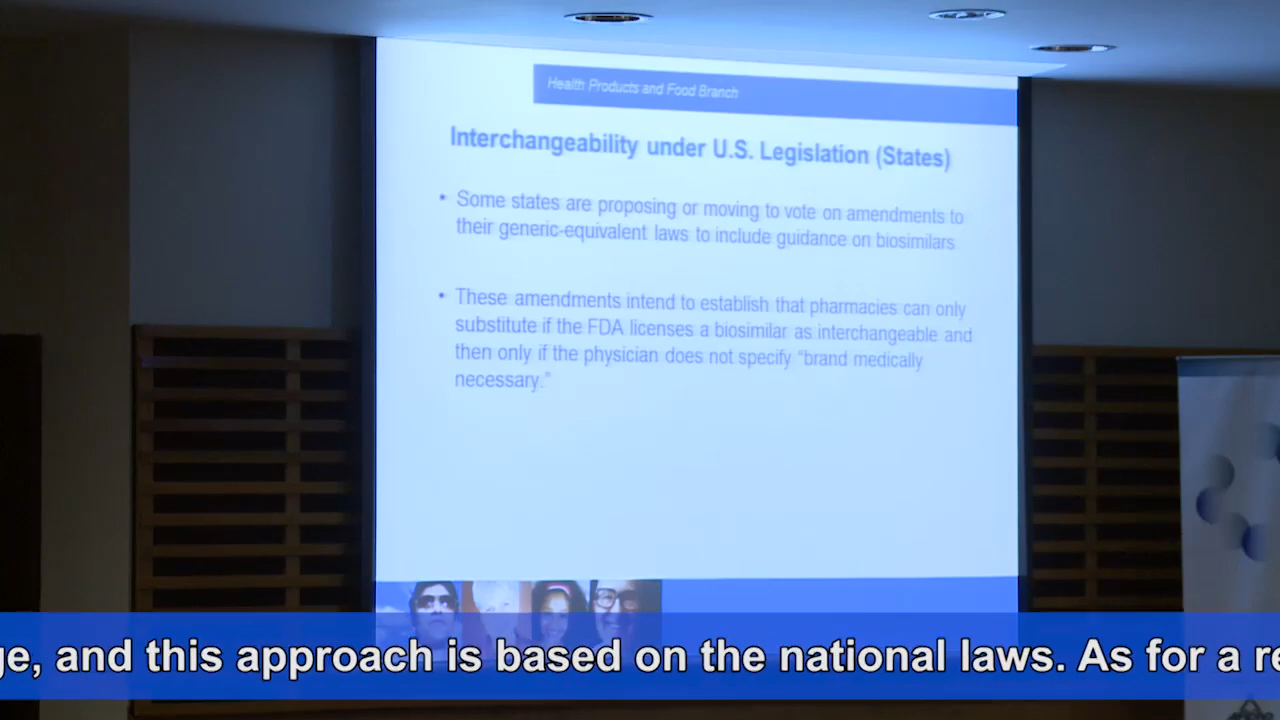 Health Products and Food Branch
Interchangeability under U.S. Legislation (States)
• Some states are proposing or moving to vote on amendments to
their generic-equivalent laws to include guidance on biosimilars
• These amendments intend to establish that pharmacies can only
substitute if the FDA licenses a biosimilar as interchangeable and
then only if the physician does not specify “brand medically
necessary.”
and this approach is based on the national laws. As for a